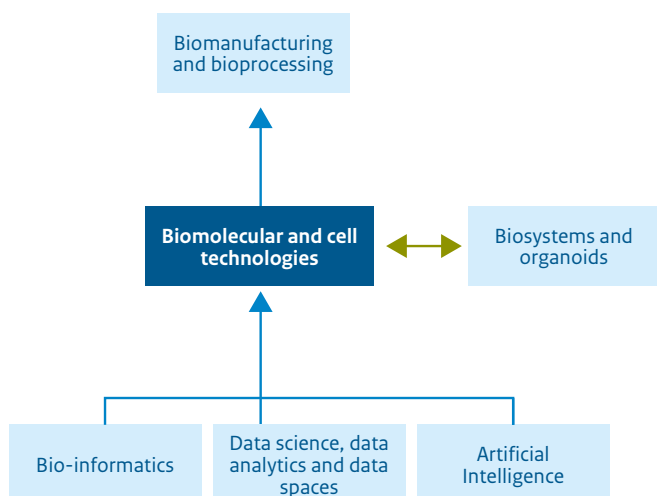 Biomanufacturing
and bioprocessing
Biomolecular and cell
technologies
Biosystems and
organoids
Bio-informatics
Data science, data
analytics and data
spaces
Artificial
Intelligence